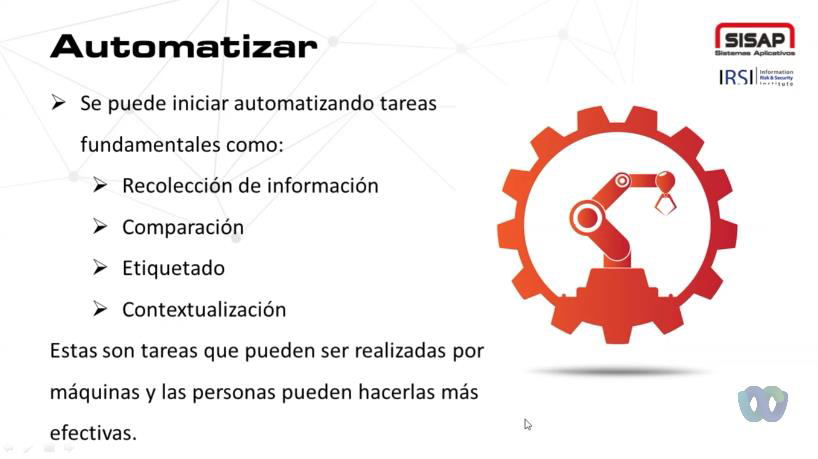 Automatizar
SISAP
Sistemas Aplicativos
IRSI Information
Risk & Security
Institute
Se puede iniciar automatizando tareas
fundamentales como:
Recolección de información
Comparación
Etiquetado
Contextualización
Estas son tareas que pueden ser realizadas por
máquinas y las personas pueden hacerlas más
efectivas.